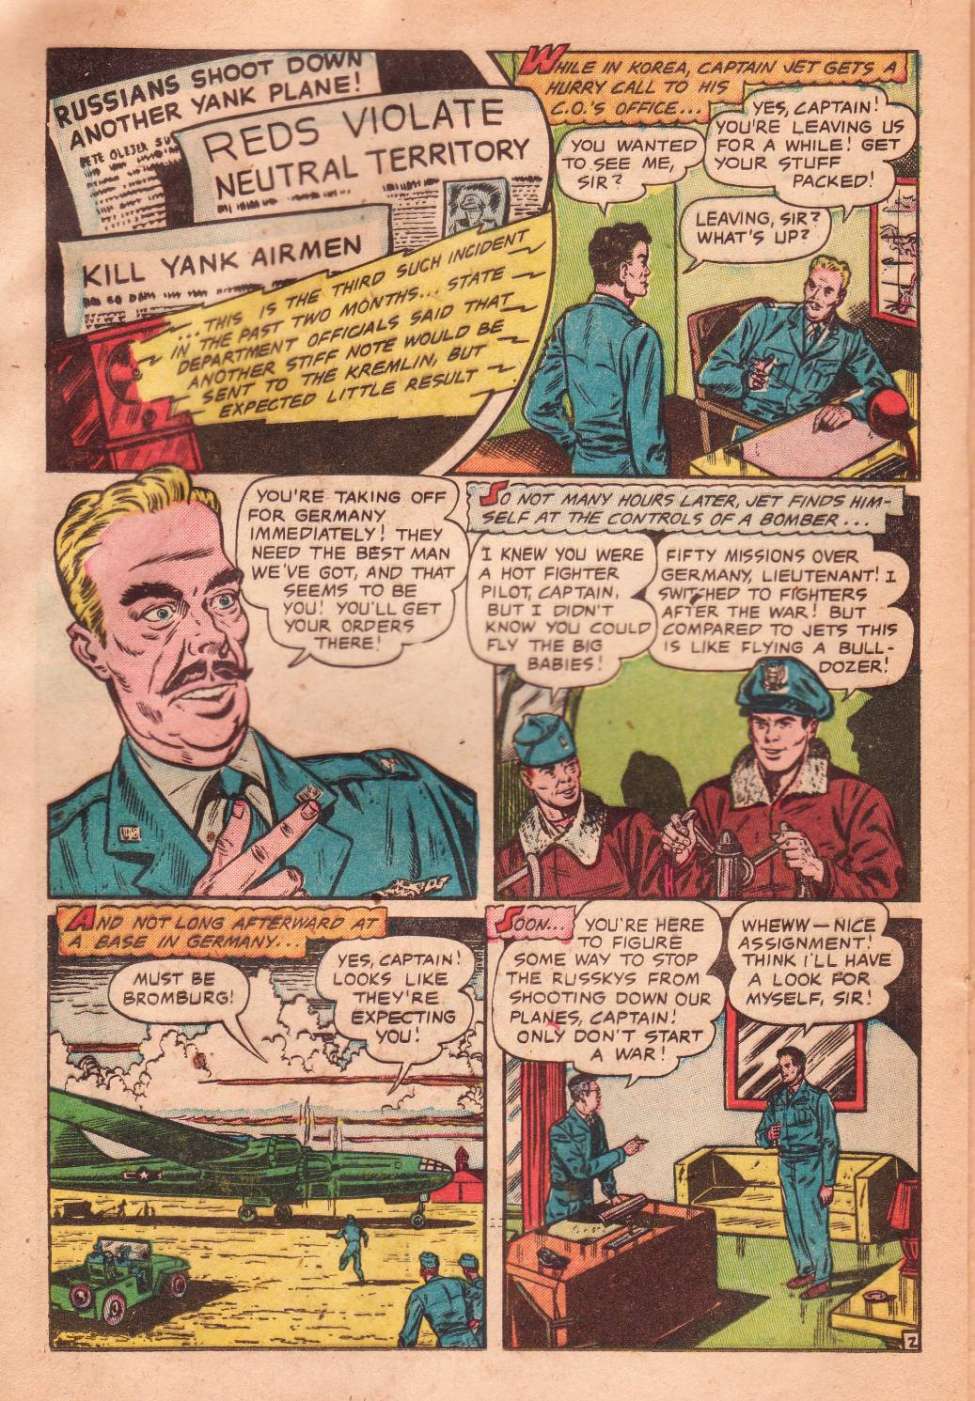 RUSSIANS SHOOT DOWN
ANOTHER YANK PLANE!
REDS VIOLATE
NEUTRAL TERRITORY
KILL YANK AIRMEN
...THIS IS THE THIRD SUCH INCIDENT
IN THE PAST TWO MONTHS... STATE
DEPARTMENT OFFICIALS SAID THAT
ANOTHER STIFF NOTE WOULD BE
SENT TO THE KREMLIN, BUT
EXPECTED LITTLE RESULT
WHILE IN KOREA, CAPTAIN JET GETS A
HURRY CALL TO HIS
C.O.'S OFFICE...
YOU WANTED
TO SEE ME,
SIR?
YES, CAPTAIN!
YOU'RE LEAVING US
FOR A WHILE! GET
YOUR STUFF
PACKED!
LEAVING, SIR?
WHAT'S UP?
YOU'RE TAKING OFF
FOR GERMANY
IMMEDIATELY! THEY
NEED THE BEST MAN
WE'VE GOT, AND THAT
SEEMS TO BE
YOU! YOU'LL GET
YOUR ORDERS
THERE!
SO NOT MANY HOURS LATER, JET FINDS HIM-
SELF AT THE CONTROLS OF A BOMBER...
I KNEW YOU WERE
A HOT FIGHTER
PILOT, CAPTAIN,
BUT I DIDN'T
KNOW YOU COULD
FLY THE BIG
BABIES!
FIFTY MISSIONS OVER
GERMANY, LIEUTENANT! I
SWITCHED TO FIGHTERS
AFTER THE WAR! BUT
COMPARED TO JETS THIS
IS LIKE FLYING A BULL-
DOZER!
AND NOT LONG AFTERWARD AT
A BASE IN GERMANY...
MUST BE
BROMBURG!
YES, CAPTAIN!
LOOKS LIKE
THEY'RE
EXPECTING
YOU!
SOON...
YOU'RE HERE
TO FIGURE
SOME WAY TO STOP
THE RUSSKYS FROM
SHOOTING DOWN OUR
PLANES, CAPTAIN!
ONLY DON'T START
A WAR!
WHEWW—NICE
ASSIGNMENT!
THINK I'LL HAVE
A LOOK FOR
MYSELF, SIR!
2